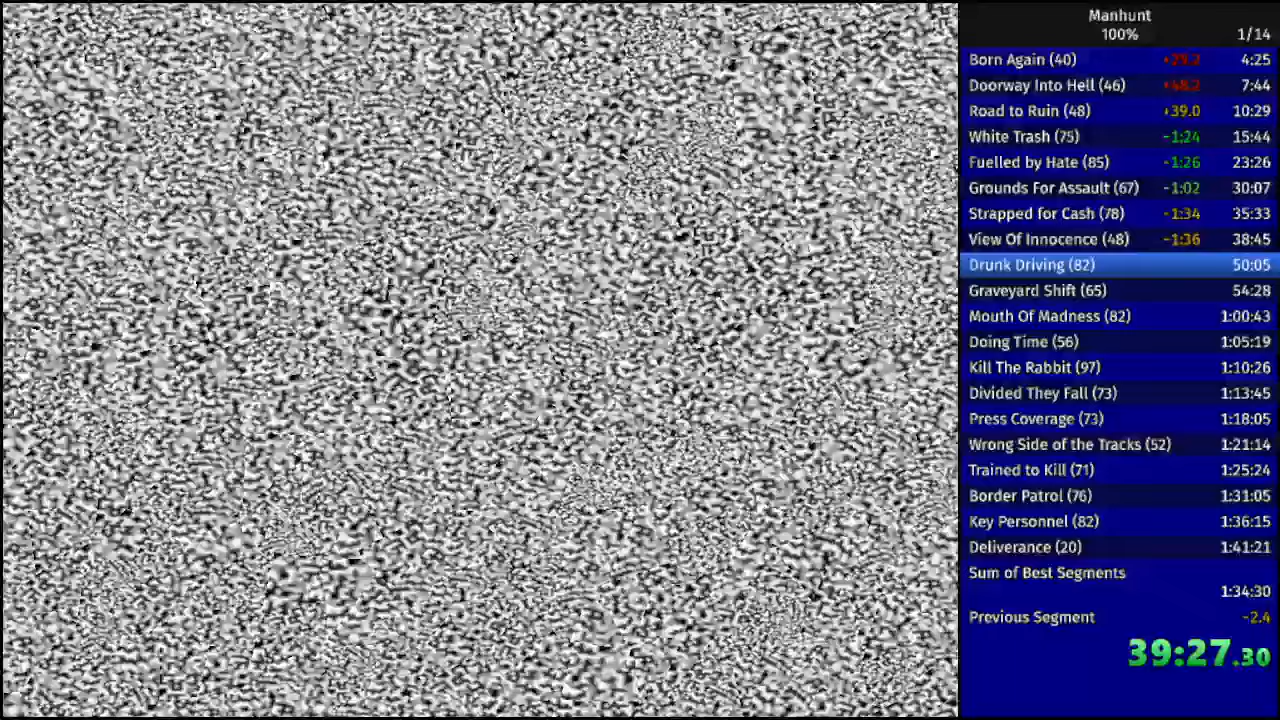 Manhunt
100% 1/14
Born Again (40) 4:25
Doorway Into Hell (46) 7:44
Road to Ruin (48) +39.0 10:29
White Trash (75) -1:24 15:44
Fuelled by Hate (85) -1:26 23:26
Grounds For Assault (67) -1:02 30:07
Strapped for Cash (78) -1:34 35:33
View Of Innocence (48) -1:36 38:45
Drunk Driving (82) 50:05
Graveyard Shift (65) 54:28
Mouth Of Madness (82) 1:00:43
Doing Time (56) 1:05:19
Kill The Rabbit (97) 1:10:26
Divided They Fall (73) 1:13:45
Press Coverage (73) 1:18:05
Wrong Side of the Tracks (52) 1:21:14
Trained to Kill (71) 1:25:24
Border Patrol (76) 1:31:05
Key Personnel (82) 1:36:15
Deliverance (20) 1:41:21
Sum of Best Segments
1:34:30
Previous Segment -2.4
39:27.30